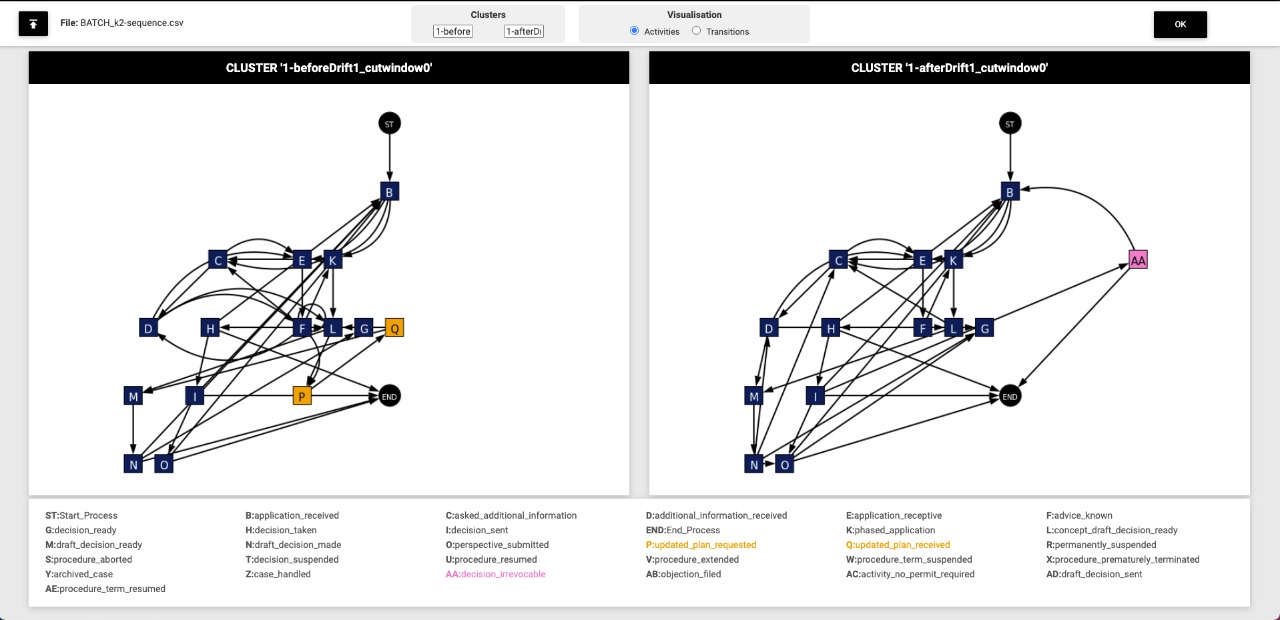 File: BATCH_k2-sequence.csv
Clusters
1-before 1-afterDi
Visualisation
Activities Transitions
OK
CLUSTER '1-beforeDrift1_cutwindow0'
ST
B
C E K
D H F L G Q
M I P END
N O
CLUSTER '1-afterDrift1_cutwindow0'
ST
B
C E K AA
D H F L G
M I END
N O
ST:Start_Process B:application_received C:asked_additional_information D:additional_information_received E:application_receptive F:advice_known
G:decision_ready H:decision_taken I:decision_sent END:End_Process K:phased_application L:concept_draft_decision_ready
M:draft_decision_ready N:draft_decision_made O:perspective_submitted P:updated_plan_requested Q:updated_plan_received R:permanently_suspended
S:procedure_aborted T:decision_suspended U:procedure_resumed V:procedure_extended W:procedure_term_suspended X:procedure_prematurely_terminated
Y:archived_case Z:case_handled AA:decision_irrevocable AB:objection_filed AC:activity_no_permit_required AD:draft_decision_sent
AE:procedure_term_resumed